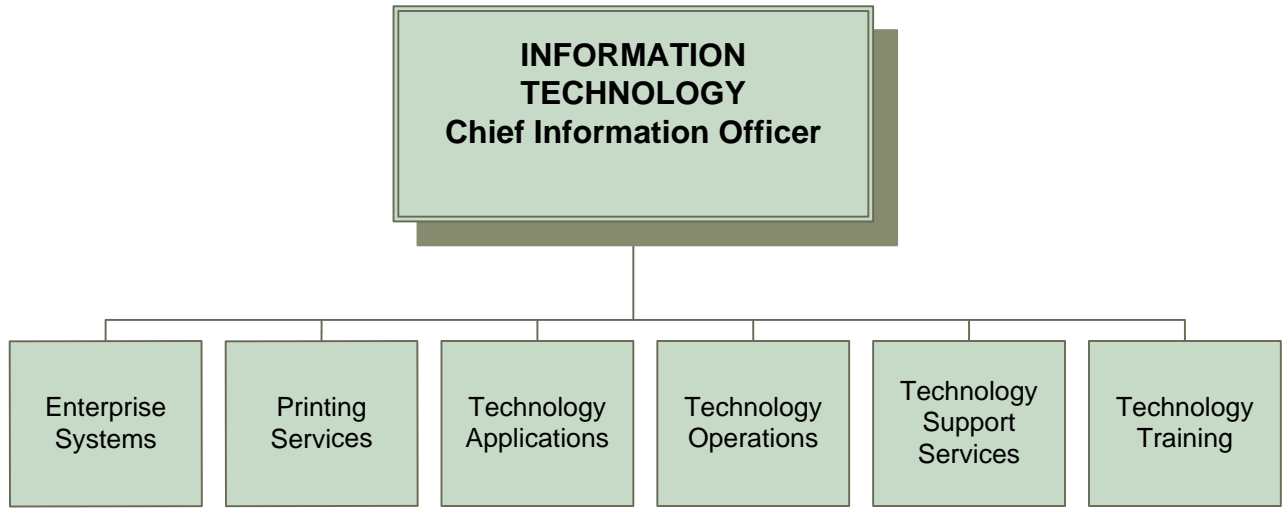 INFORMATION
TECHNOLOGY
Chief Information Officer
Enterprise
Systems
Printing
Services
Technology
Applications
Technology
Operations
Technology
Support
Services
Technology
Training